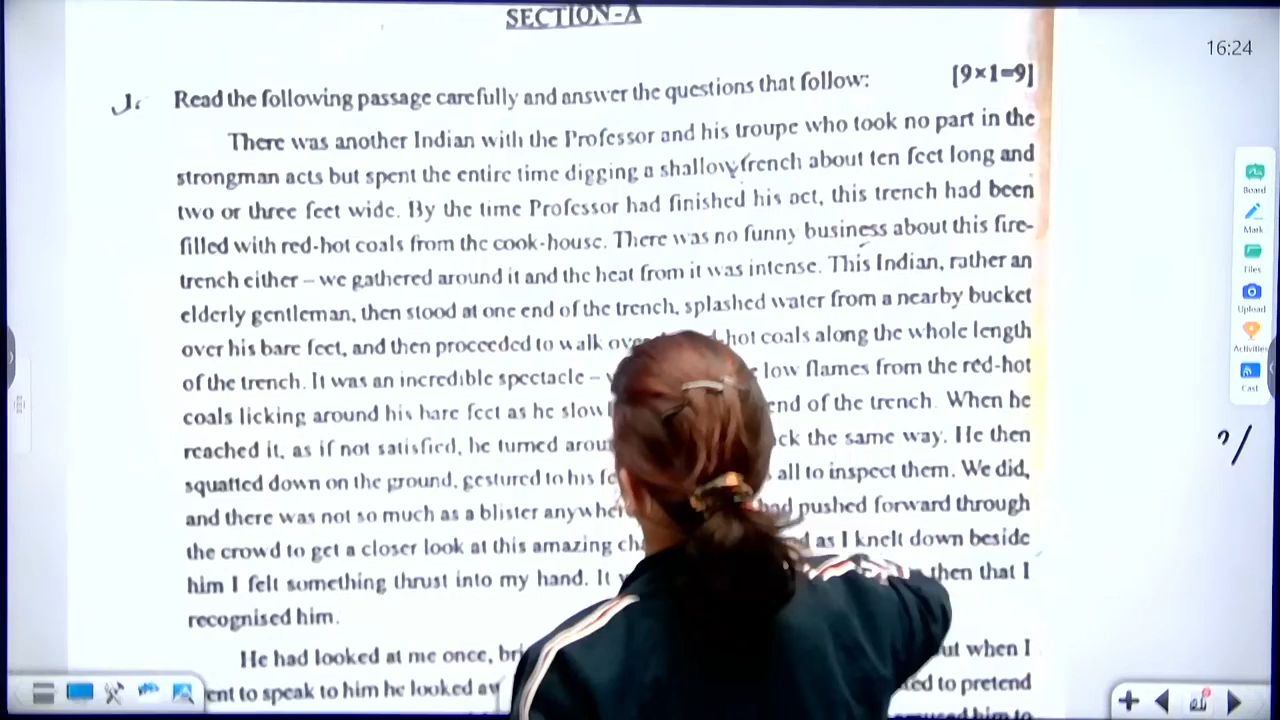 SECTION-A
16:24
1. Read the following passage carefully and answer the questions that follow: [9×1=9]
There was another Indian with the Professor and his troupe who took no part in the
strongman acts but spent the entire time digging a shallow trench about ten feet long and
two or three feet wide. By the time Professor had finished his act, this trench had been
filled with red-hot coals from the cook-house. There was no funny business about this fire-
trench either – we gathered around it and the heat from it was intense. This Indian, rather an
elderly gentleman, then stood at one end of the trench, splashed water from a nearby bucket
over his bare feet, and then proceeded to walk hot coals along the whole length
of the trench. It was an incredible spectacle – low flames from the red-hot
coals licking around his bare feet as he end of the trench. When he
reached it, as if not satisfied, he turned the same way. He then
squatted down on the ground, gestured to his all to inspect them. We did,
and there was not so much as a blister had pushed forward through
the crowd to get a closer look at this amazing as I knelt down beside
him I felt something thrust into my hand. It then that I
recognised him.
He had looked at me once, when I
to speak to him he looked to pretend
him to
Board
Mark
Files
Upload
Activities
Cast